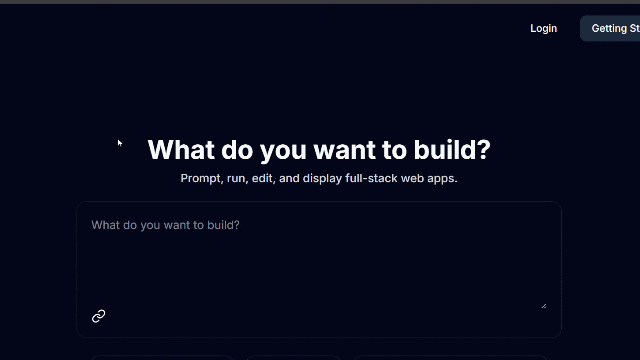 Login
Getting St
What do you want to build?
Prompt, run, edit, and display full-stack web apps.
What do you want to build?